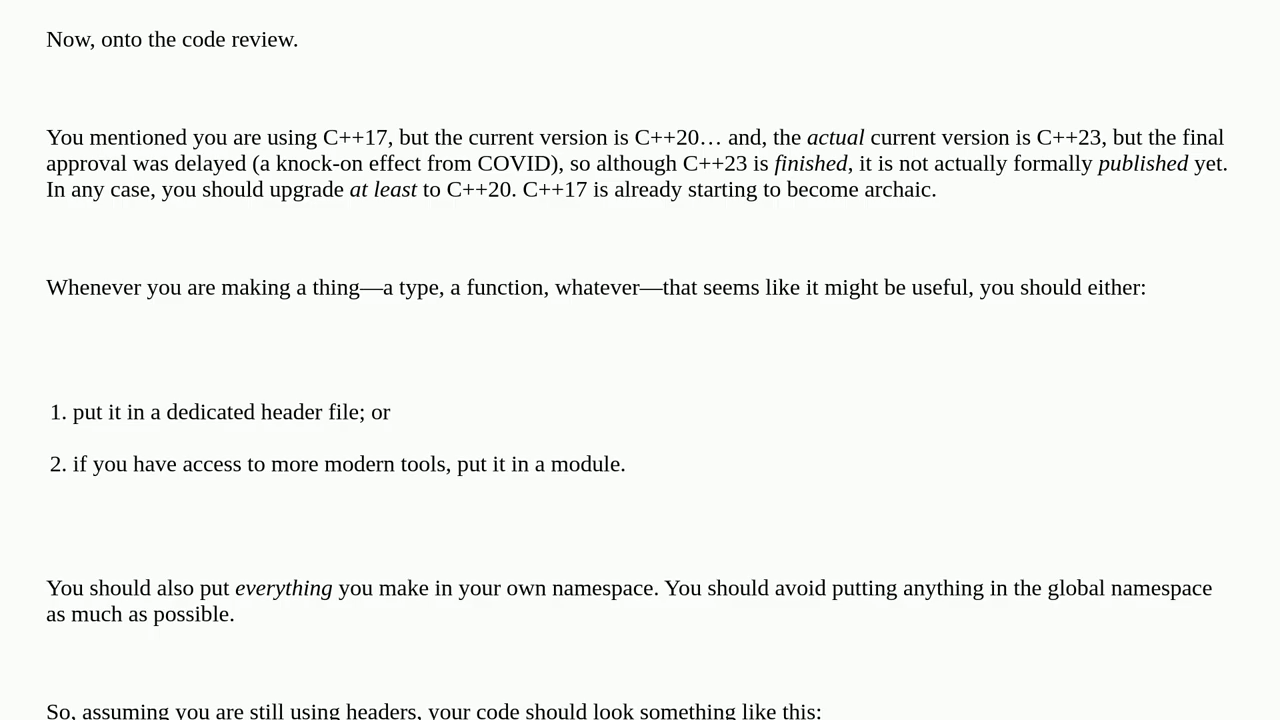 Now, onto the code review.
You mentioned you are using C++17, but the current version is C++20… and, the actual current version is C++23, but the final
approval was delayed (a knock-on effect from COVID), so although C++23 is finished, it is not actually formally published yet.
In any case, you should upgrade at least to C++20. C++17 is already starting to become archaic.
Whenever you are making a thing—a type, a function, whatever—that seems like it might be useful, you should either:
1. put it in a dedicated header file; or
2. if you have access to more modern tools, put it in a module.
You should also put everything you make in your own namespace. You should avoid putting anything in the global namespace
as much as possible.
So, assuming you are still using headers, your code should look something like this: